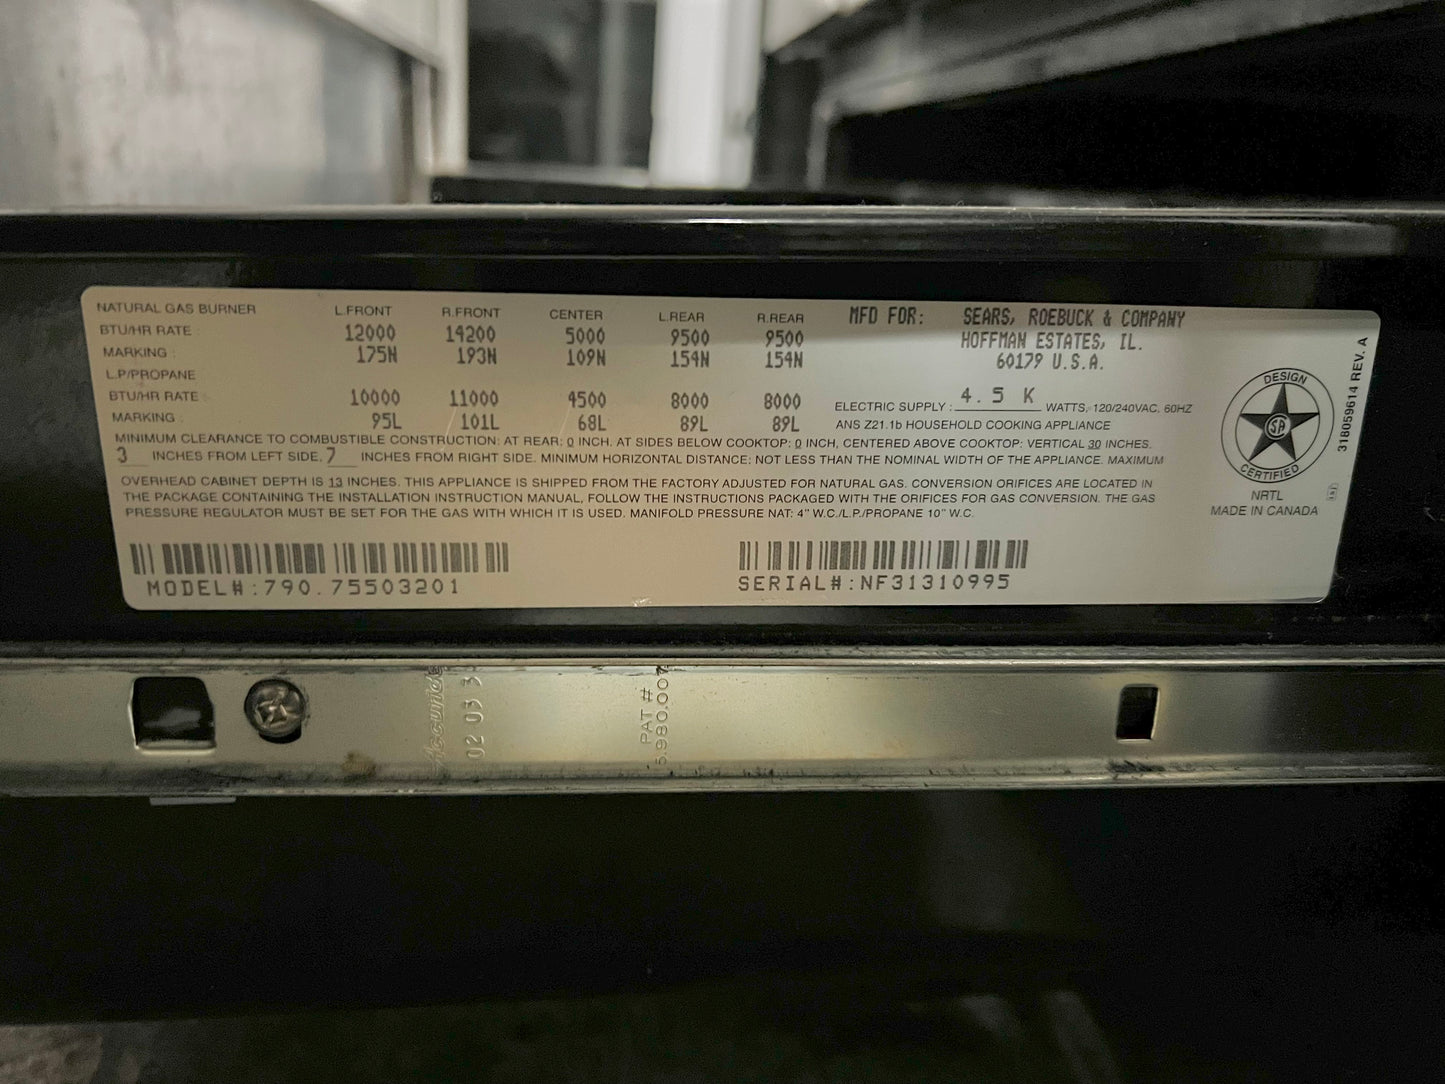 NATURAL GAS BURNER L.FRONT R.FRONT CENTER L.REAR R.REAR
BTU/HR RATE : 12000 14200 5000 9500 9500
MARKING : 175N 193N 109N 154N 154N
L.P./PROPANE
BTU/HR RATE : 10000 11000 4500 8000 8000
MARKING : 95L 101L 68L 89L 89L
MFD FOR: SEARS, ROEBUCK & COMPANY
HOFFMAN ESTATES, IL.
60179 U.S.A.
ELECTRIC SUPPLY : 4.5 K WATTS, 120/240VAC, 60HZ
ANS Z21.1b HOUSEHOLD COOKING APPLIANCE
MINIMUM CLEARANCE TO COMBUSTIBLE CONSTRUCTION: AT REAR: 0 INCH, AT SIDES BELOW COOKTOP: 0 INCH, CENTERED ABOVE COOKTOP: VERTICAL 30 INCHES.
3 INCHES FROM LEFT SIDE, 7 INCHES FROM RIGHT SIDE. MINIMUM HORIZONTAL DISTANCE: NOT LESS THAN THE NOMINAL WIDTH OF THE APPLIANCE. MAXIMUM
OVERHEAD CABINET DEPTH IS 13 INCHES. THIS APPLIANCE IS SHIPPED FROM THE FACTORY ADJUSTED FOR NATURAL GAS. CONVERSION ORIFICES ARE LOCATED IN
THE PACKAGE CONTAINING THE INSTALLATION INSTRUCTION MANUAL, FOLLOW THE INSTRUCTIONS PACKAGED WITH THE ORIFICES FOR GAS CONVERSION. THE GAS
PRESSURE REGULATOR MUST BE SET FOR THE GAS WITH WHICH IT IS USED. MANIFOLD PRESSURE NAT: 4" W.C./L.P./PROPANE 10" W.C.
MODEL#:790.75503201
SERIAL#:NF31310995
DESIGN
SA
CERTIFIED
NRTL
MADE IN CANADA
318059614 REV. A
Accuride
02 03 3
PAT #
5.980.007